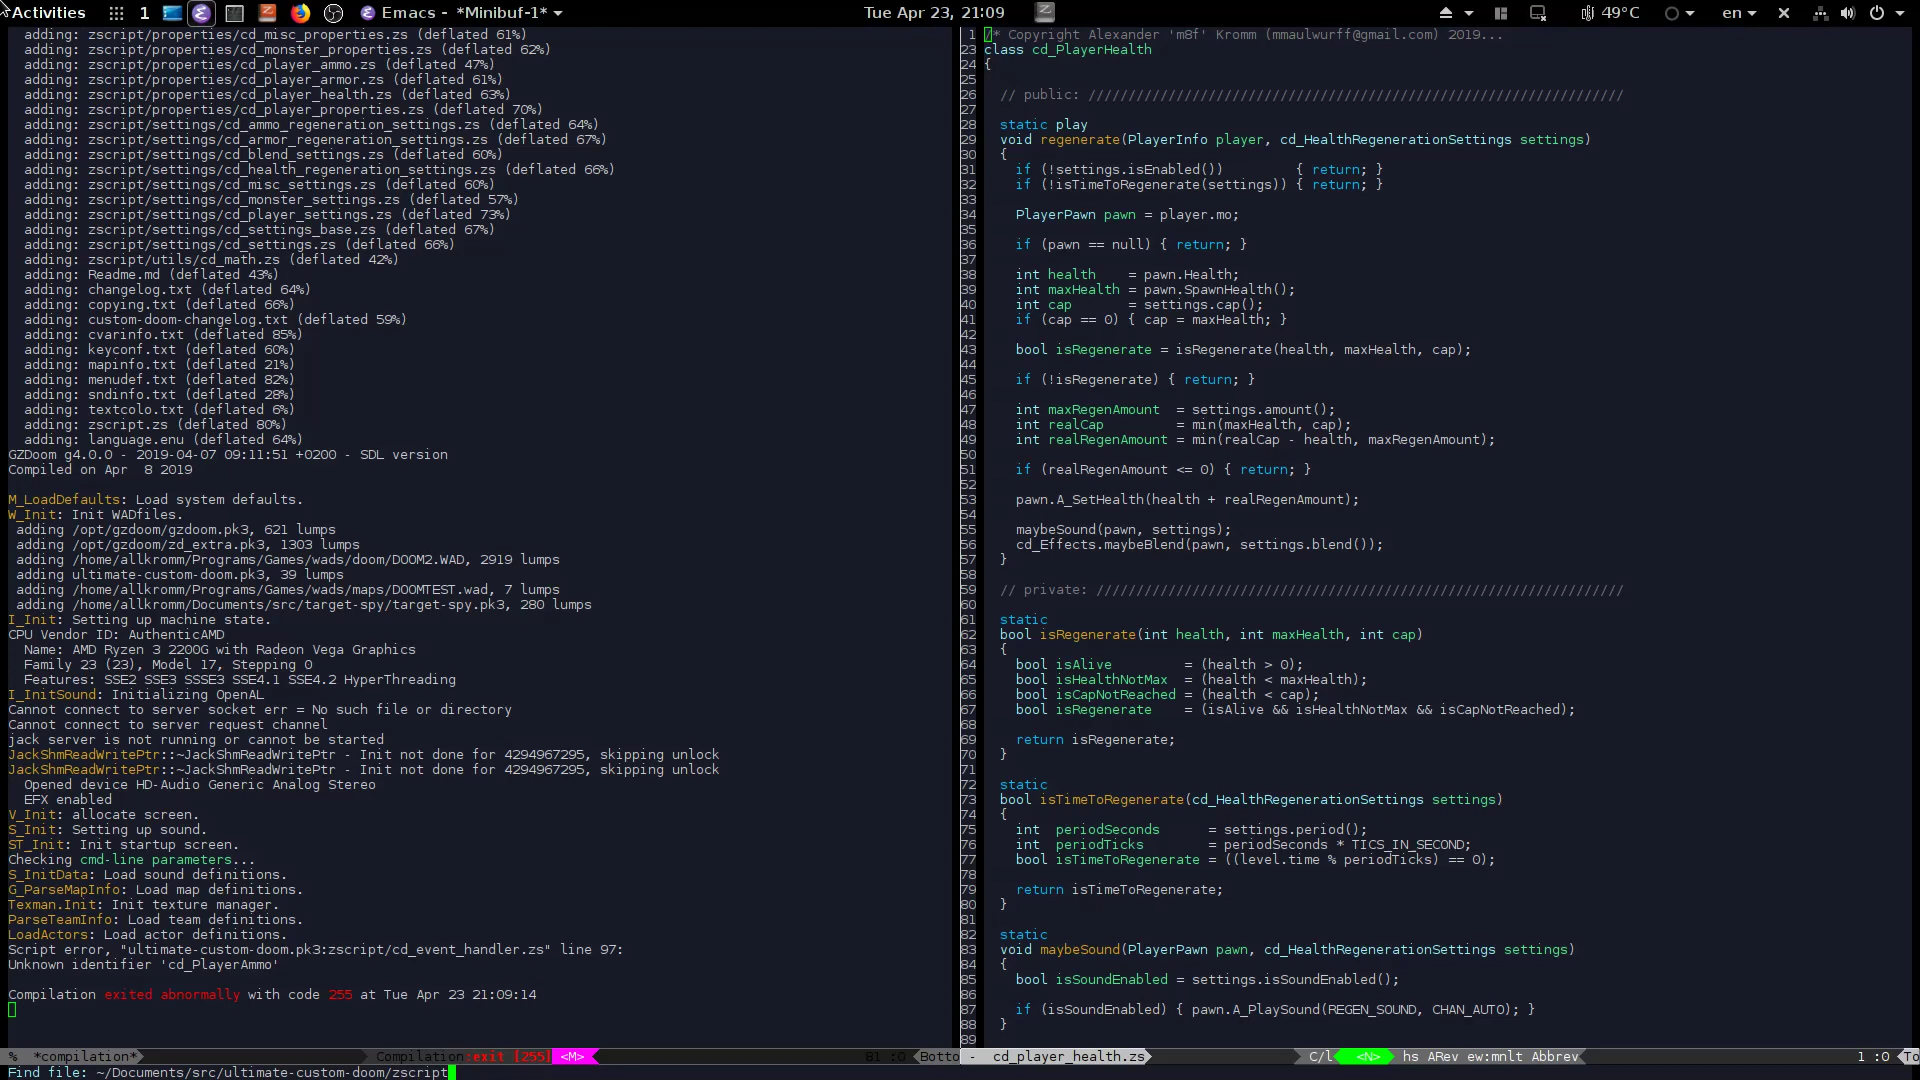 Activities 1 Emacs - *Minibuf-1* Tue Apr 23, 21:09 49°C en
adding: zscript/properties/cd_misc_properties.zs (deflated 61%)
adding: zscript/properties/cd_monster_properties.zs (deflated 62%)
adding: zscript/properties/cd_player_ammo.zs (deflated 47%)
adding: zscript/properties/cd_player_armor.zs (deflated 61%)
adding: zscript/properties/cd_player_health.zs (deflated 63%)
adding: zscript/properties/cd_player_properties.zs (deflated 70%)
adding: zscript/settings/cd_ammo_regeneration_settings.zs (deflated 64%)
adding: zscript/settings/cd_armor_regeneration_settings.zs (deflated 67%)
adding: zscript/settings/cd_blend_settings.zs (deflated 60%)
adding: zscript/settings/cd_health_regeneration_settings.zs (deflated 66%)
adding: zscript/settings/cd_misc_settings.zs (deflated 60%)
adding: zscript/settings/cd_monster_settings.zs (deflated 57%)
adding: zscript/settings/cd_player_settings.zs (deflated 73%)
adding: zscript/settings/cd_settings_base.zs (deflated 67%)
adding: zscript/settings/cd_settings.zs (deflated 66%)
adding: zscript/utils/cd_math.zs (deflated 42%)
adding: Readme.md (deflated 43%)
adding: changelog.txt (deflated 64%)
adding: copying.txt (deflated 66%)
adding: custom-doom-changelog.txt (deflated 59%)
adding: cvarinfo.txt (deflated 85%)
adding: keyconf.txt (deflated 60%)
adding: mapinfo.txt (deflated 21%)
adding: menudef.txt (deflated 82%)
adding: sndinfo.txt (deflated 28%)
adding: textcolo.txt (deflated 6%)
adding: zscript.zs (deflated 80%)
adding: language.enu (deflated 64%)
GZDoom g4.0.0 - 2019-04-07 09:11:51 +0200 - SDL version
Compiled on Apr  8 2019
M_LoadDefaults: Load system defaults.
W_Init: Init WADfiles.
adding /opt/gzdoom/gzdoom.pk3, 621 lumps
adding /opt/gzdoom/zd_extra.pk3, 1303 lumps
adding /home/allkromm/Programs/Games/wads/doom/DOOM2.WAD, 2919 lumps
adding ultimate-custom-doom.pk3, 39 lumps
adding /home/allkromm/Programs/Games/wads/maps/DOOMTEST.wad, 7 lumps
adding /home/allkromm/Documents/src/target-spy/target-spy.pk3, 280 lumps
I_Init: Setting up machine state.
CPU Vendor ID: AuthenticAMD
Name: AMD Ryzen 3 2200G with Radeon Vega Graphics
Family 23 (23), Model 17, Stepping 0
Features: SSE2 SSE3 SSSE3 SSE4.1 SSE4.2 HyperThreading
I_InitSound: Initializing OpenAL
Cannot connect to server socket err = No such file or directory
Cannot connect to server request channel
jack server is not running or cannot be started
JackShmReadWritePtr::~JackShmReadWritePtr - Init not done for 4294967295, skipping unlock
JackShmReadWritePtr::~JackShmReadWritePtr - Init not done for 4294967295, skipping unlock
Opened device HD-Audio Generic Analog Stereo
EFX enabled
V_Init: allocate screen.
S_Init: Setting up sound.
ST_Init: Init startup screen.
Checking cmd-line parameters...
S_InitData: Load sound definitions.
G_ParseMapInfo: Load map definitions.
Texman.Init: Init texture manager.
ParseTeamInfo: Load team definitions.
LoadActors: Load actor definitions.
Script error, "ultimate-custom-doom.pk3:zscript/cd_event_handler.zs" line 97:
Unknown identifier 'cd_PlayerAmmo'
Compilation exited abnormally with code 255 at Tue Apr 23 21:09:14
% *compilation* Compilation:exit [255] <M> 81 :0 Botto
1 /* Copyright Alexander 'm8f' Kromm (mmaulwurff@gmail.com) 2019...
23 class cd_PlayerHealth
24 {
25
26 // public: ///////////////////////////////////////////////////////////////////
27
28 static play
29 void regenerate(PlayerInfo player, cd_HealthRegenerationSettings settings)
30 {
31 if (!settings.isEnabled())         { return; }
32 if (!isTimeToRegenerate(settings)) { return; }
33
34 PlayerPawn pawn = player.mo;
35
36 if (pawn == null) { return; }
37
38 int health    = pawn.Health;
39 int maxHealth = pawn.SpawnHealth();
40 int cap       = settings.cap();
41 if (cap == 0) { cap = maxHealth; }
42
43 bool isRegenerate = isRegenerate(health, maxHealth, cap);
44
45 if (!isRegenerate) { return; }
46
47 int maxRegenAmount  = settings.amount();
48 int realCap         = min(maxHealth, cap);
49 int realRegenAmount = min(realCap - health, maxRegenAmount);
50
51 if (realRegenAmount <= 0) { return; }
52
53 pawn.A_SetHealth(health + realRegenAmount);
54
55 maybeSound(pawn, settings);
56 cd_Effects.maybeBlend(pawn, settings.blend());
57 }
58
59 // private: //////////////////////////////////////////////////////////////////
60
61 static
62 bool isRegenerate(int health, int maxHealth, int cap)
63 {
64 bool isAlive         = (health > 0);
65 bool isHealthNotMax  = (health < maxHealth);
66 bool isCapNotReached = (health < cap);
67 bool isRegenerate    = (isAlive && isHealthNotMax && isCapNotReached);
68
69 return isRegenerate;
70 }
71
72 static
73 bool isTimeToRegenerate(cd_HealthRegenerationSettings settings)
74 {
75 int  periodSeconds      = settings.period();
76 int  periodTicks        = periodSeconds * TICS_IN_SECOND;
77 bool isTimeToRegenerate = ((level.time % periodTicks) == 0);
78
79 return isTimeToRegenerate;
80 }
81
82 static
83 void maybeSound(PlayerPawn pawn, cd_HealthRegenerationSettings settings)
84 {
85 bool isSoundEnabled = settings.isSoundEnabled();
86
87 if (isSoundEnabled) { pawn.A_PlaySound(REGEN_SOUND, CHAN_AUTO); }
88 }
89
- cd_player_health.zs C/l <N> hs ARev ew:mnlt Abbrev 1 :0 To
Find file: ~/Documents/src/ultimate-custom-doom/zscript